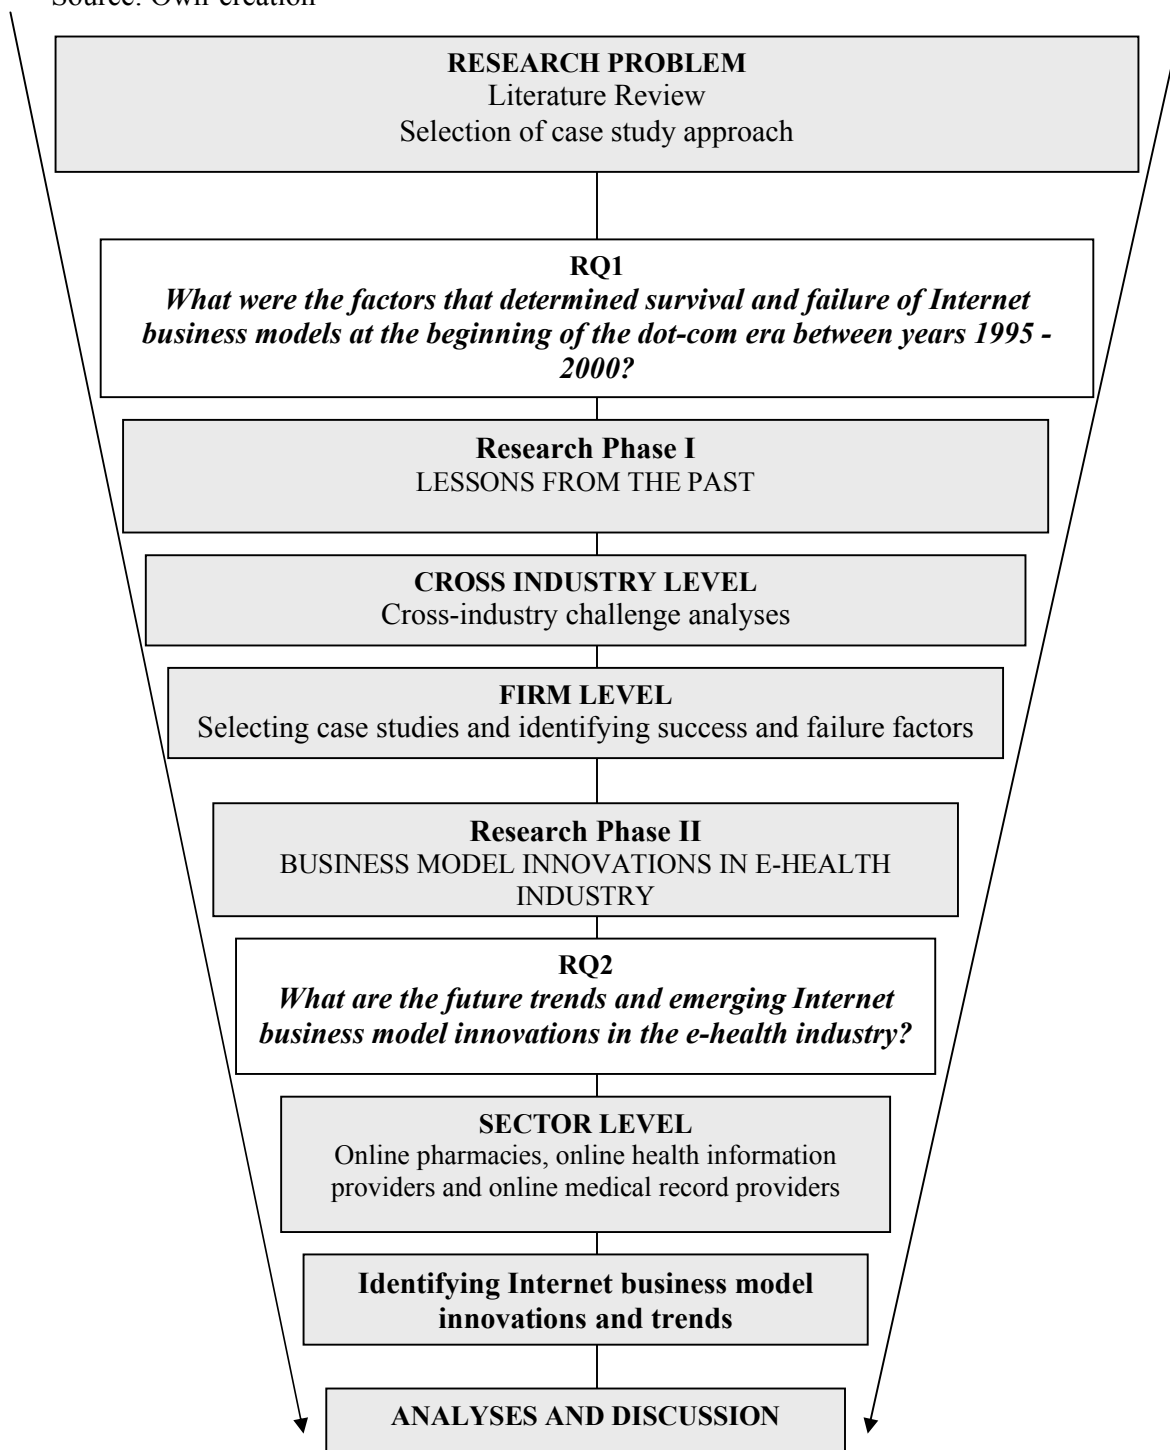 Source: Own creation
RESEARCH PROBLEM
Literature Review
Selection of case study approach
RQ1
What were the factors that determined survival and failure of Internet
business models at the beginning of the dot-com era between years 1995 -
2000?
Research Phase I
LESSONS FROM THE PAST
CROSS INDUSTRY LEVEL
Cross-industry challenge analyses
FIRM LEVEL
Selecting case studies and identifying success and failure factors
Research Phase II
BUSINESS MODEL INNOVATIONS IN E-HEALTH
INDUSTRY
RQ2
What are the future trends and emerging Internet
business model innovations in the e-health industry?
SECTOR LEVEL
Online pharmacies, online health information
providers and online medical record providers
Identifying Internet business model
innovations and trends
ANALYSES AND DISCUSSION